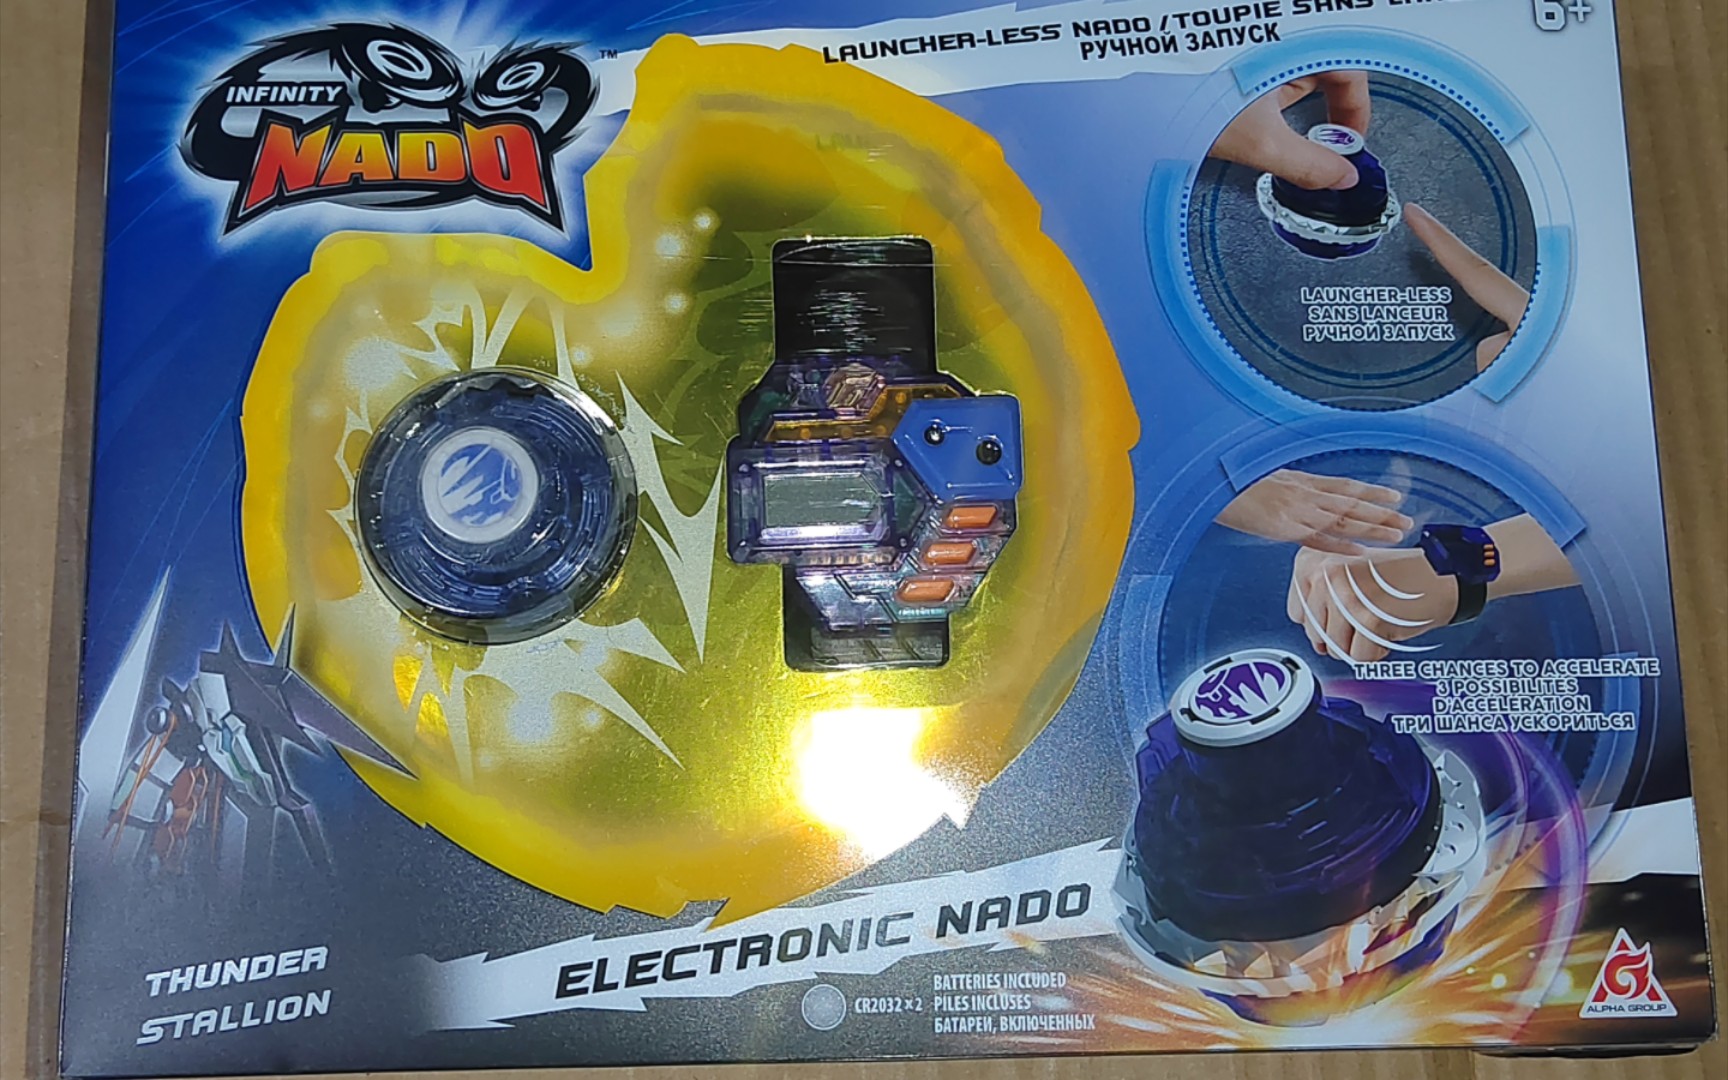 INFINITY
NADO
TM
LAUNCHER-LESS NADO / TOUPIE SANS
РУЧНОЙ ЗАПУСК
6+
LAUNCHER-LESS
SANS LANCEUR
РУЧНОЙ ЗАПУСК
THREE CHANCES TO ACCELERATE
3 POSSIBILITES
D'ACCELERATION
ТРИ ШАНСА УСКОРИТЬСЯ
THUNDER
STALLION
ELECTRONIC NADO
CR2032×2
BATTERIES INCLUDED
PILES INCLUSES
БАТАРЕИ, ВКЛЮЧЕННЫХ
ALPHA GROUP